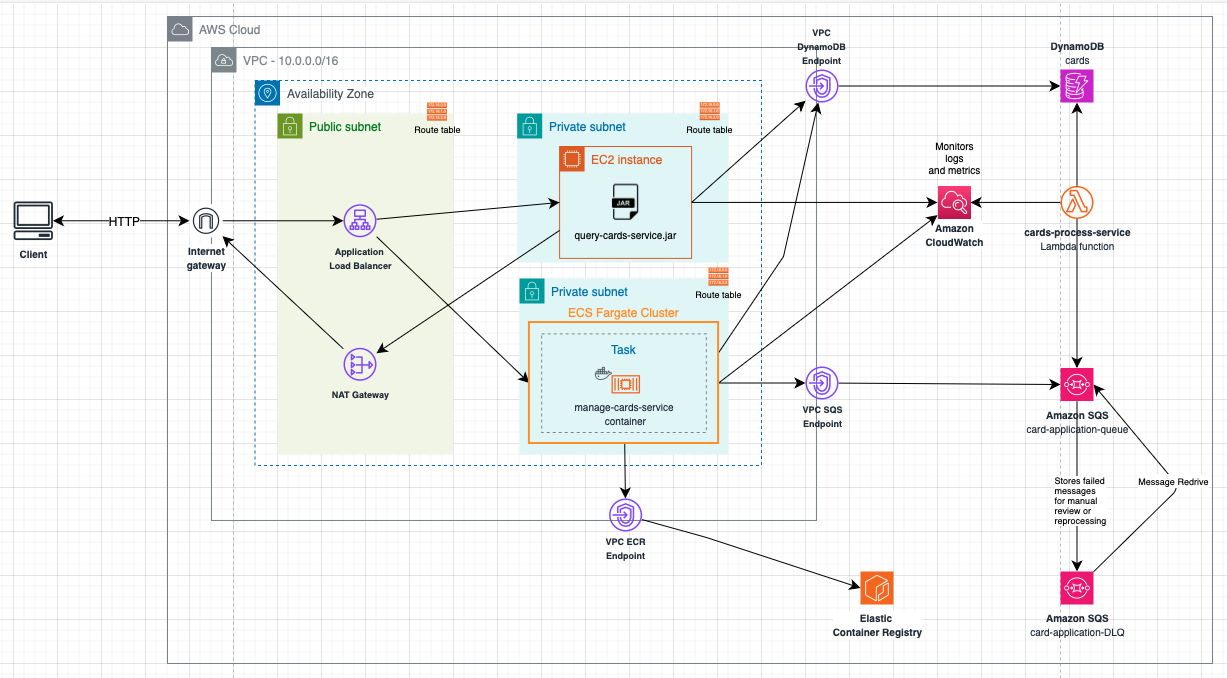 AWS Cloud
VPC - 10.0.0.0/16
Availability Zone
Public subnet
Route table
Private subnet
Route table
EC2 instance
JAR
query-cards-service.jar
VPC
DynamoDB
Endpoint
DynamoDB
cards
Monitors
logs
and metrics
Amazon
CloudWatch
cards-process-service
Lambda function
Client
HTTP
Internet
gateway
Application
Load Balancer
NAT Gateway
Private subnet
Route table
ECS Fargate Cluster
Task
manage-cards-service
container
VPC SQS
Endpoint
Amazon SQS
card-application-queue
Stores failed
messages
for manual
review or
reprocessing
Message Redrive
VPC ECR
Endpoint
Elastic
Container Registry
Amazon SQS
card-application-DLQ